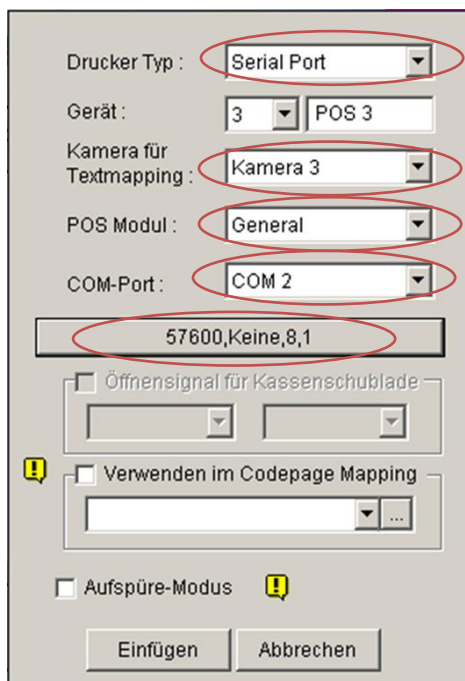 Drucker Typ : Serial Port
Gerät : 3 POS 3
Kamera für
Textmapping : Kamera 3
POS Modul : General
COM-Port : COM 2
57600,Keine,8,1
Öffnensignal für Kassenschublade
! Verwenden im Codepage Mapping
...
Aufspüre-Modus !
Einfügen Abbrechen